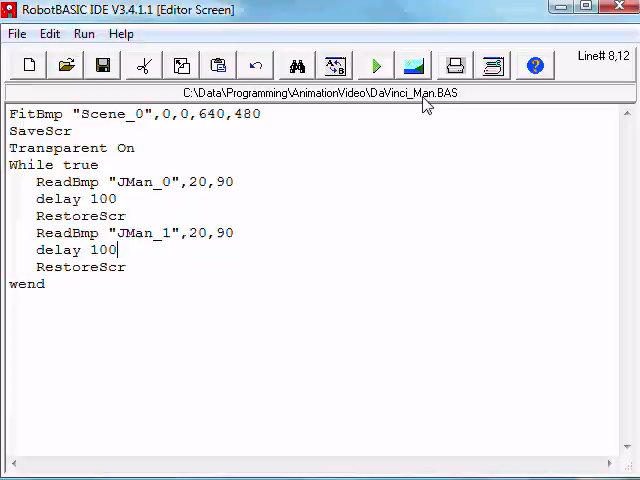 RobotBASIC IDE V3.4.1.1 [Editor Screen]
File Edit Run Help
Line# 8,12
C:\Data\Programming\AnimationVideo\DaVinci_Man.BAS
FitBmp "Scene_0",0,0,640,480
SaveScr
Transparent On
While true
ReadBmp "JMan_0",20,90
delay 100
RestoreScr
ReadBmp "JMan_1",20,90
delay 100
RestoreScr
wend